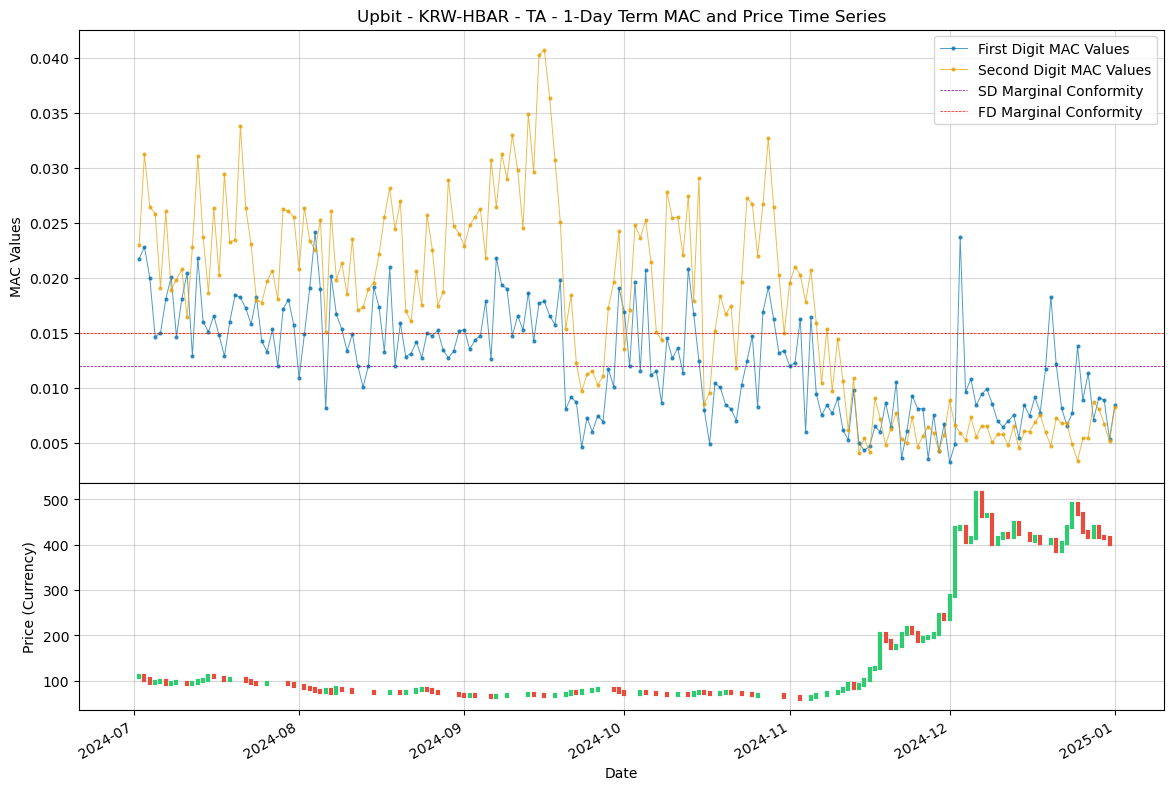 Upbit - KRW-HBAR - TA - 1-Day Term MAC and Price Time Series
First Digit MAC Values
Second Digit MAC Values
SD Marginal Conformity
FD Marginal Conformity
MAC Values
0.040
0.035
0.030
0.025
0.020
0.015
0.010
0.005
Price (Currency)
500
400
300
200
100
2024-07
2024-08
2024-09
2024-10
2024-11
2024-12
2025-01
Date